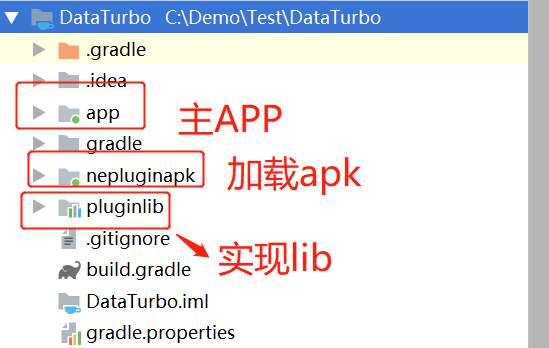 DataTurbo C:\Demo\Test\DataTurbo
.gradle
.idea
app
主APP
gradle
nepluginapk
加载apk
pluginlib
.gitignore
实现lib
build.gradle
DataTurbo.iml
gradle.properties